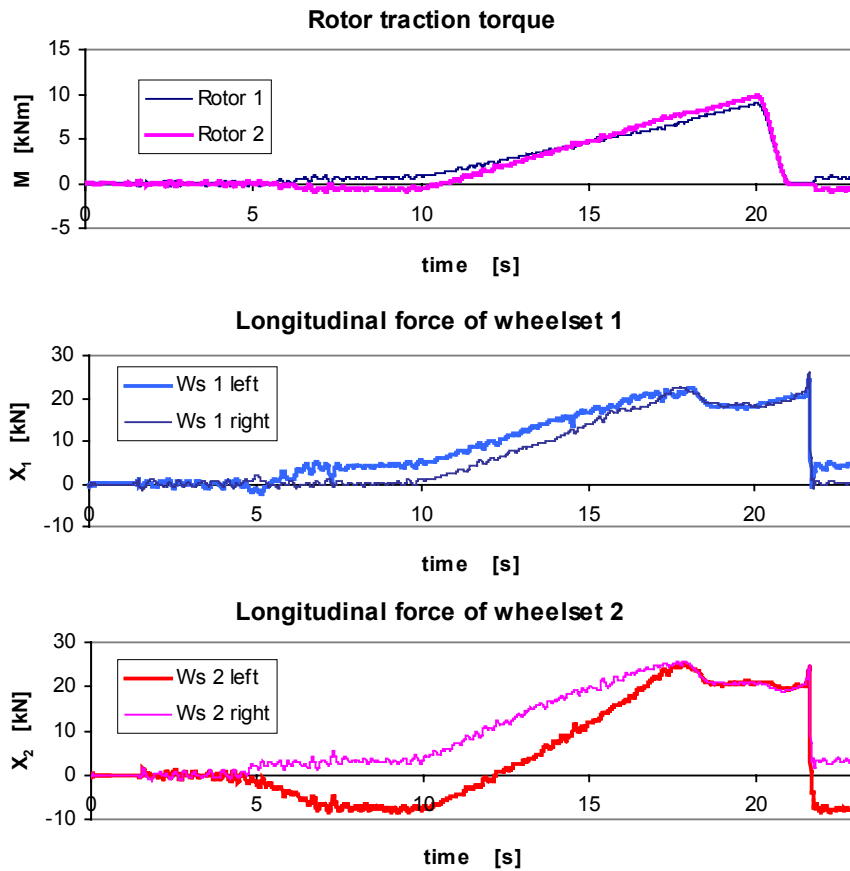 Rotor traction torque
15
10
5
0
-5
M [kNm]
Rotor 1
Rotor 2
0 5 10 15 20
time [s]
Longitudinal force of wheelset 1
30
20
10
0
-10
X1 [kN]
Ws 1 left
Ws 1 right
0 5 10 15 20
time [s]
Longitudinal force of wheelset 2
30
20
10
0
-10
X2 [kN]
Ws 2 left
Ws 2 right
0 5 10 15 20
time [s]